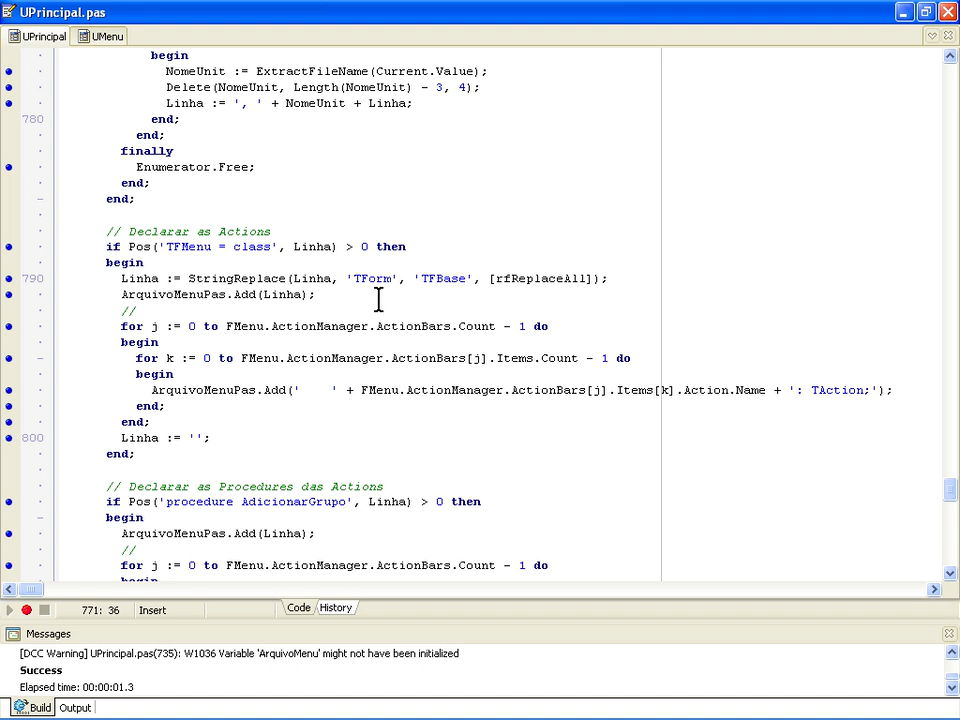 UPrincipal.pas
UPrincipal UMenu
begin
NomeUnit := ExtractFileName(Current.Value);
Delete(NomeUnit, Length(NomeUnit) - 3, 4);
Linha := ', ' + NomeUnit + Linha;
780 end;
end;
finally
Enumerator.Free;
end;
end;
// Declarar as Actions
if Pos('TFMenu = class', Linha) > 0 then
begin
790 Linha := StringReplace(Linha, 'TForm', 'TFBase', [rfReplaceAll]);
ArquivoMenuPas.Add(Linha);
//
for j := 0 to FMenu.ActionManager.ActionBars.Count - 1 do
begin
for k := 0 to FMenu.ActionManager.ActionBars[j].Items.Count - 1 do
begin
ArquivoMenuPas.Add('    ' + FMenu.ActionManager.ActionBars[j].Items[k].Action.Name + ': TAction;');
end;
end;
800 Linha := '';
end;
// Declarar as Procedures das Actions
if Pos('procedure AdicionarGrupo', Linha) > 0 then
begin
ArquivoMenuPas.Add(Linha);
//
for j := 0 to FMenu.ActionManager.ActionBars.Count - 1 do
begin
771: 36 Insert Code History
Messages
[DCC Warning] UPrincipal.pas(735): W1036 Variable 'ArquivoMenu' might not have been initialized
Success
Elapsed time: 00:00:01.3
Build Output